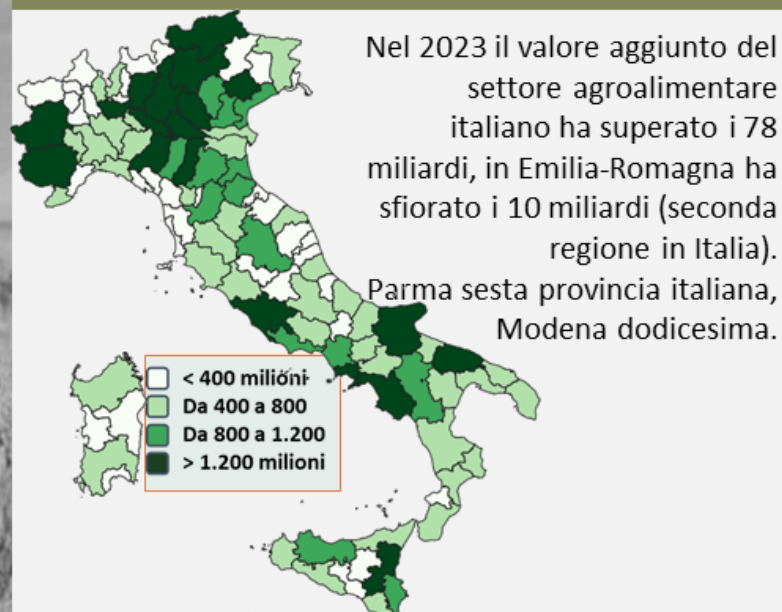 Nel 2023 il valore aggiunto del
settore agroalimentare
italiano ha superato i 78
miliardi, in Emilia-Romagna ha
sfiorato i 10 miliardi (seconda
regione in Italia).
Parma sesta provincia italiana,
Modena dodicesima.
< 400 milioni
Da 400 a 800
Da 800 a 1.200
> 1.200 milioni